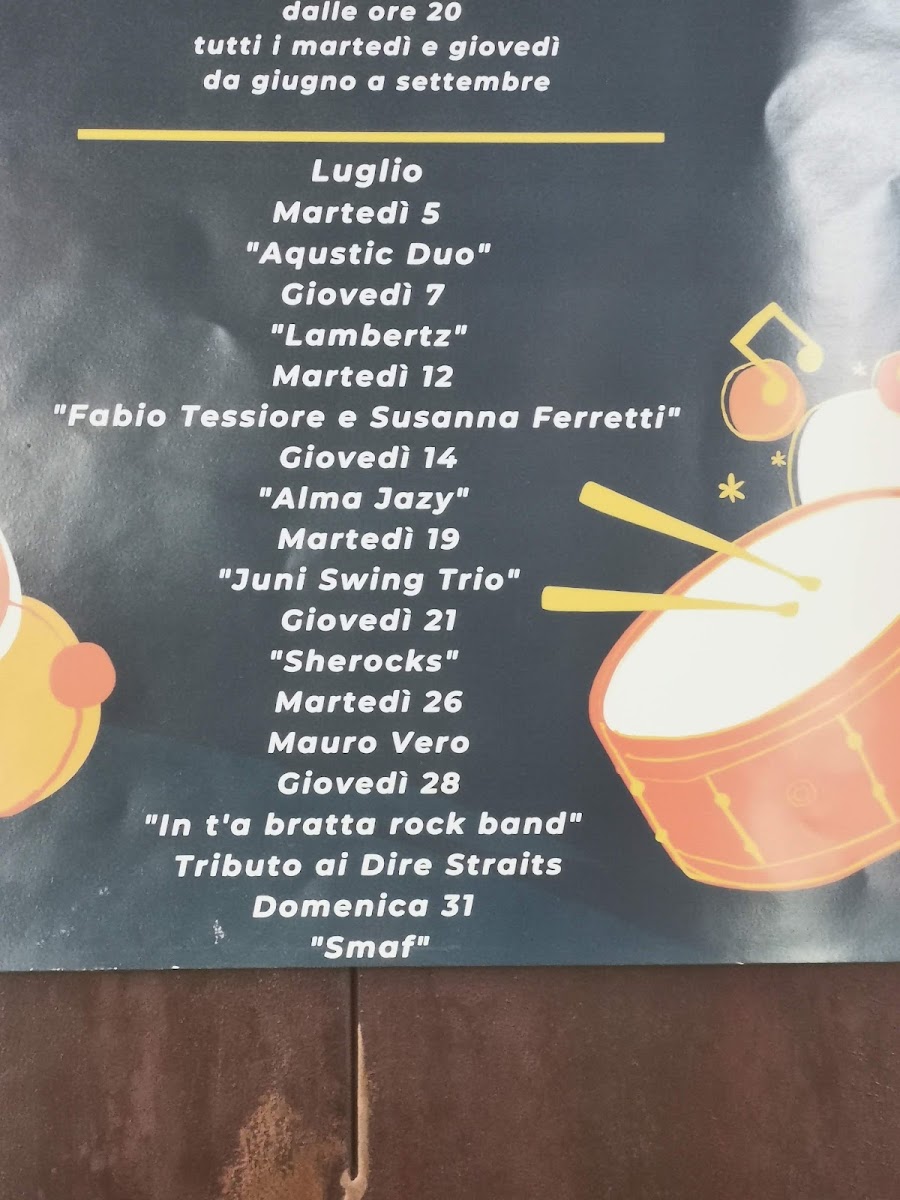 dalle ore 20
tutti i martedì e giovedì
da giugno a settembre
Luglio
Martedì 5
"Aqustic Duo"
Giovedì 7
"Lambertz"
Martedì 12
"Fabio Tessiore e Susanna Ferretti"
Giovedì 14
"Alma Jazy"
Martedì 19
"Juni Swing Trio"
Giovedì 21
"Sherocks"
Martedì 26
Mauro Vero
Giovedì 28
"In t'a bratta rock band"
Tributo ai Dire Straits
Domenica 31
"Smaf"